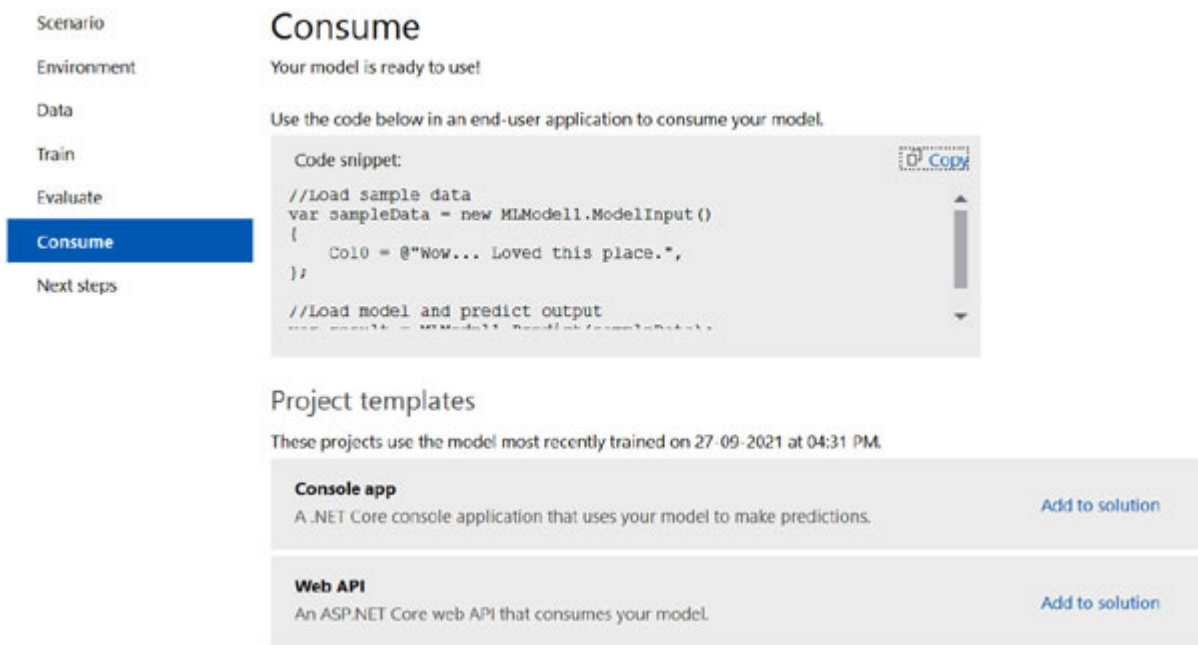 Scenario
Environment
Data
Train
Evaluate
Consume
Next steps
Consume
Your model is ready to use!
Use the code below in an end-user application to consume your model.
Code snippet:
Copy
//Load sample data
var sampleData = new MLModel1.ModelInput()
{
    Col0 = @"Wow... Loved this place.",
};
//Load model and predict output
Project templates
These projects use the model most recently trained on 27-09-2021 at 04:31 PM.
Console app
A .NET Core console application that uses your model to make predictions.
Add to solution
Web API
An ASP.NET Core web API that consumes your model.
Add to solution